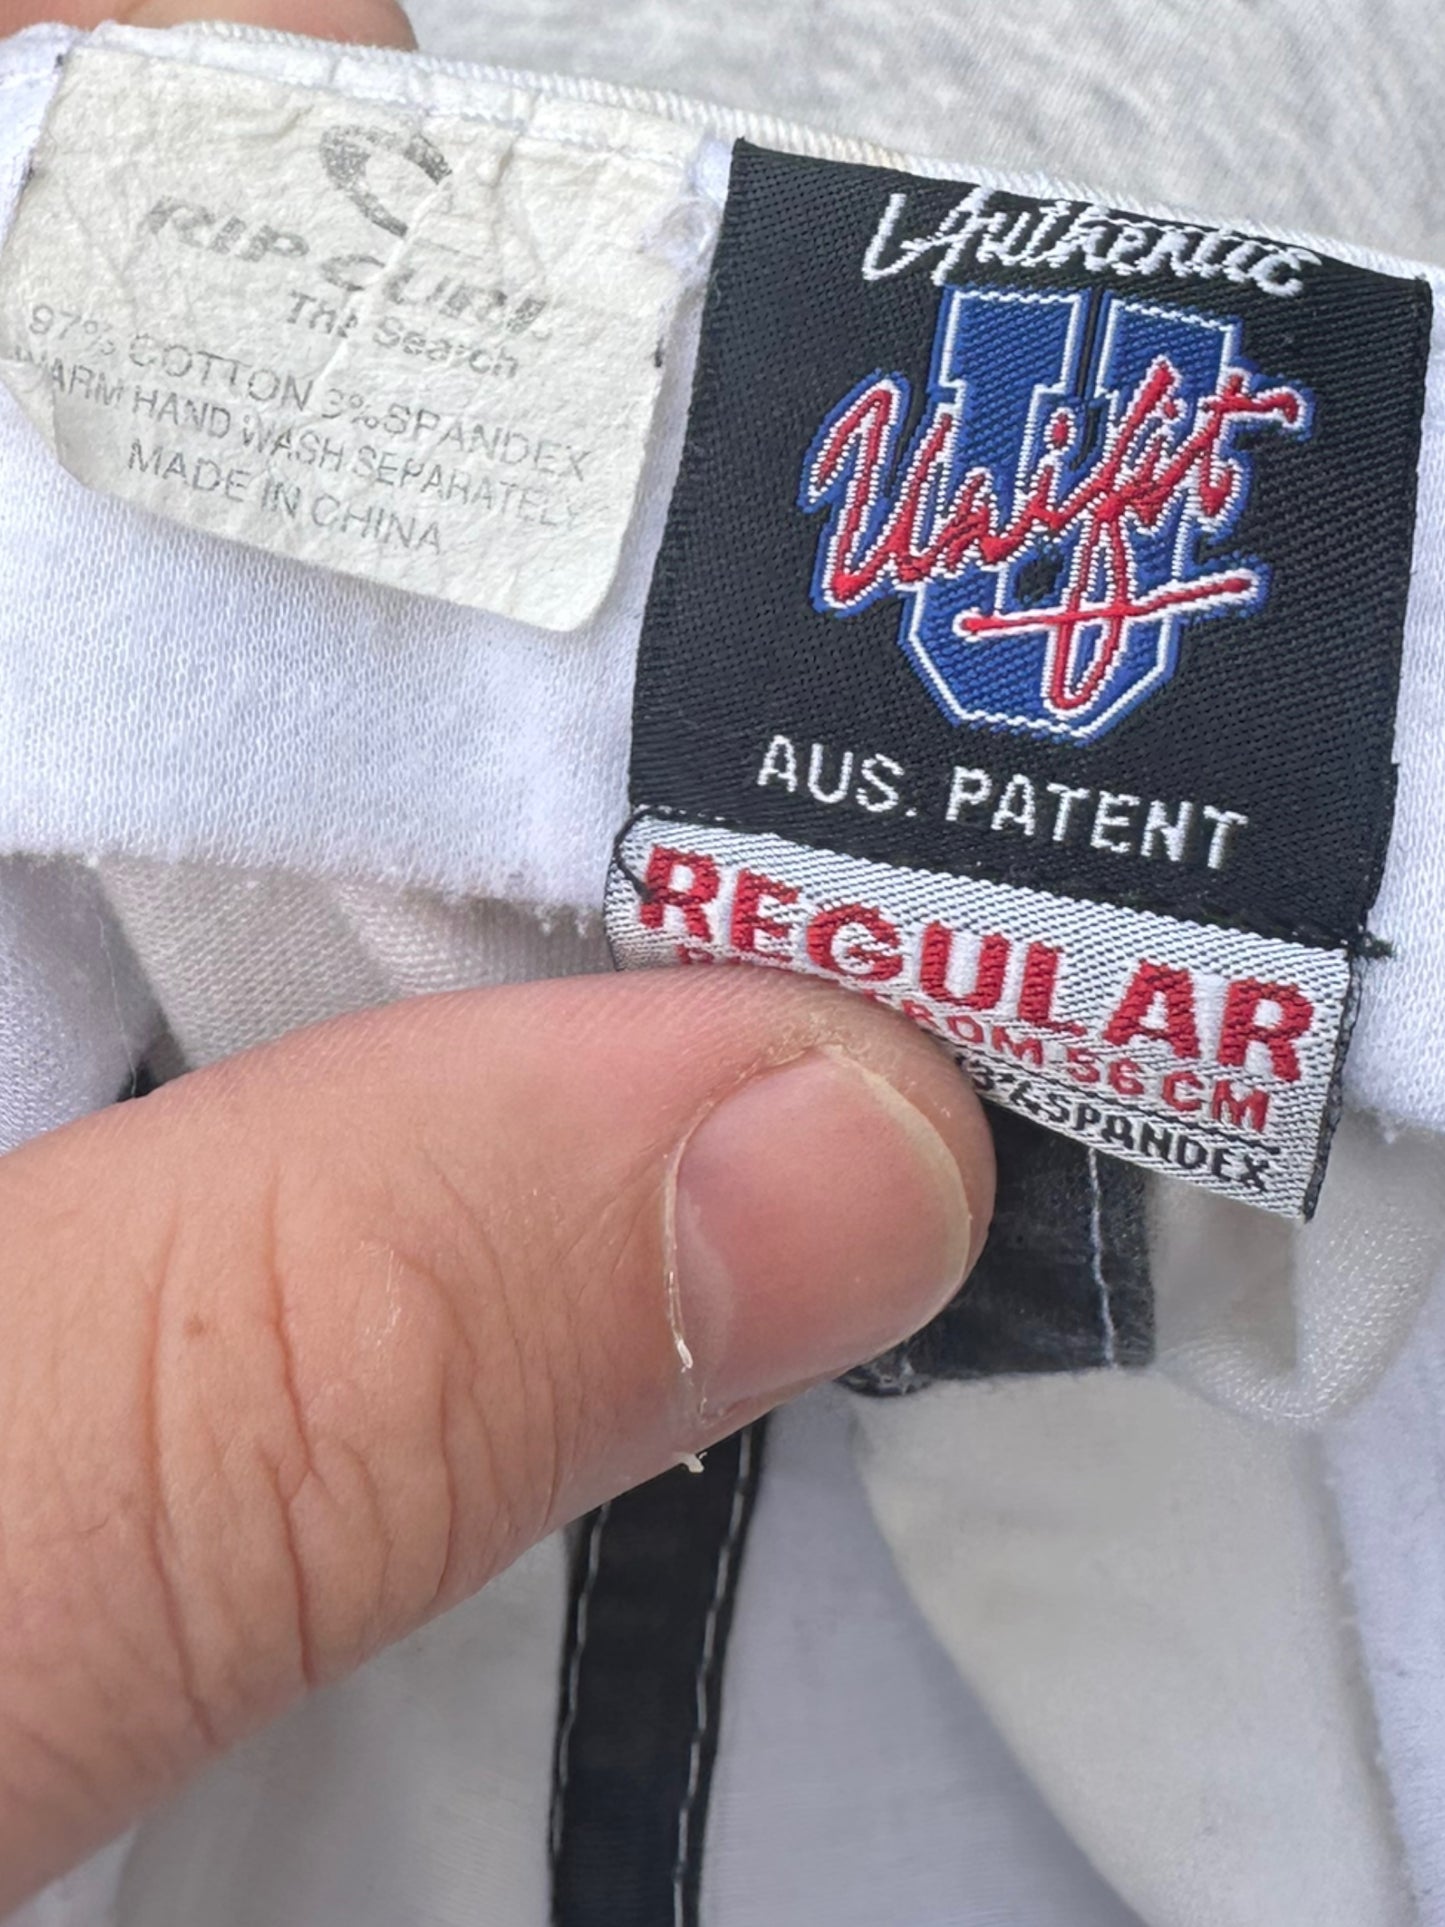 RIP CURL
The Search
97% COTTON 3% SPANDEX
WARM HAND WASH SEPARATELY
MADE IN CHINA
Authentic
U
Unifit
AUS. PATENT
REGULAR
FROM 56 CM
SPANDEX